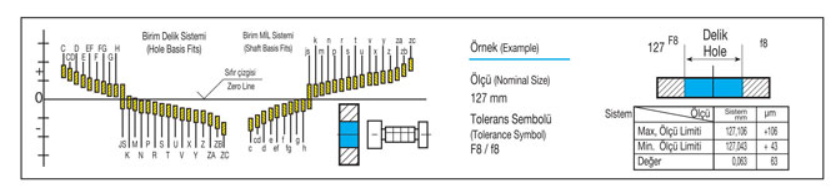 Birim Delik Sistemi
(Hole Basis Fits)
C CD D E EF F FG G H
+
0
-
JS K M N P R S T U V X Y Z ZA ZB ZC
Sıfır çizgisi
Zero Line
Birim MİL Sistemi
(Shaft Basis Fits)
js k m n p r s t u v x y z za zb zc
c cd d e ef f fg g h
Örnek (Example)
Ölçü (Nominal Size)
127 mm
Tolerans Sembolü
(Tolerance Symbol)
F8 / f8
127 F8
Delik
Hole
f8
Sistem
Ölçü Sistem mm µm
Max, Ölçü Limiti 127,106 +106
Min. Ölçü Limiti 127,043 + 43
Değer 0,063 63